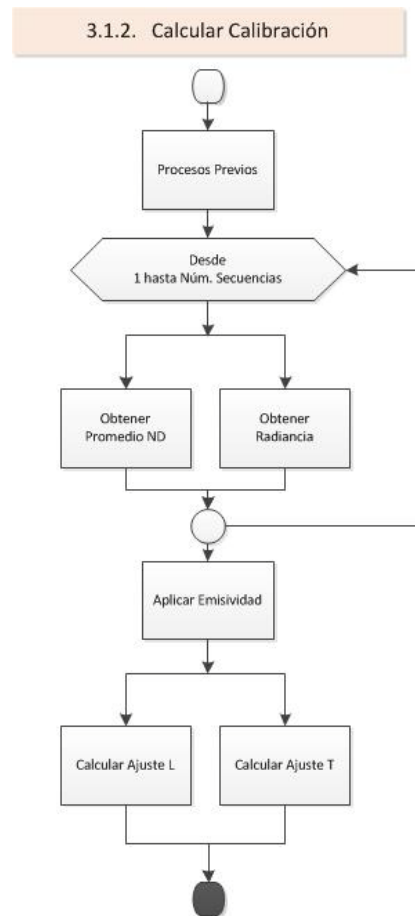 3.1.2. Calcular Calibración
Procesos Previos
Desde
1 hasta Núm. Secuencias
Obtener
Promedio ND
Obtener
Radiancia
Aplicar Emisividad
Calcular Ajuste L
Calcular Ajuste T